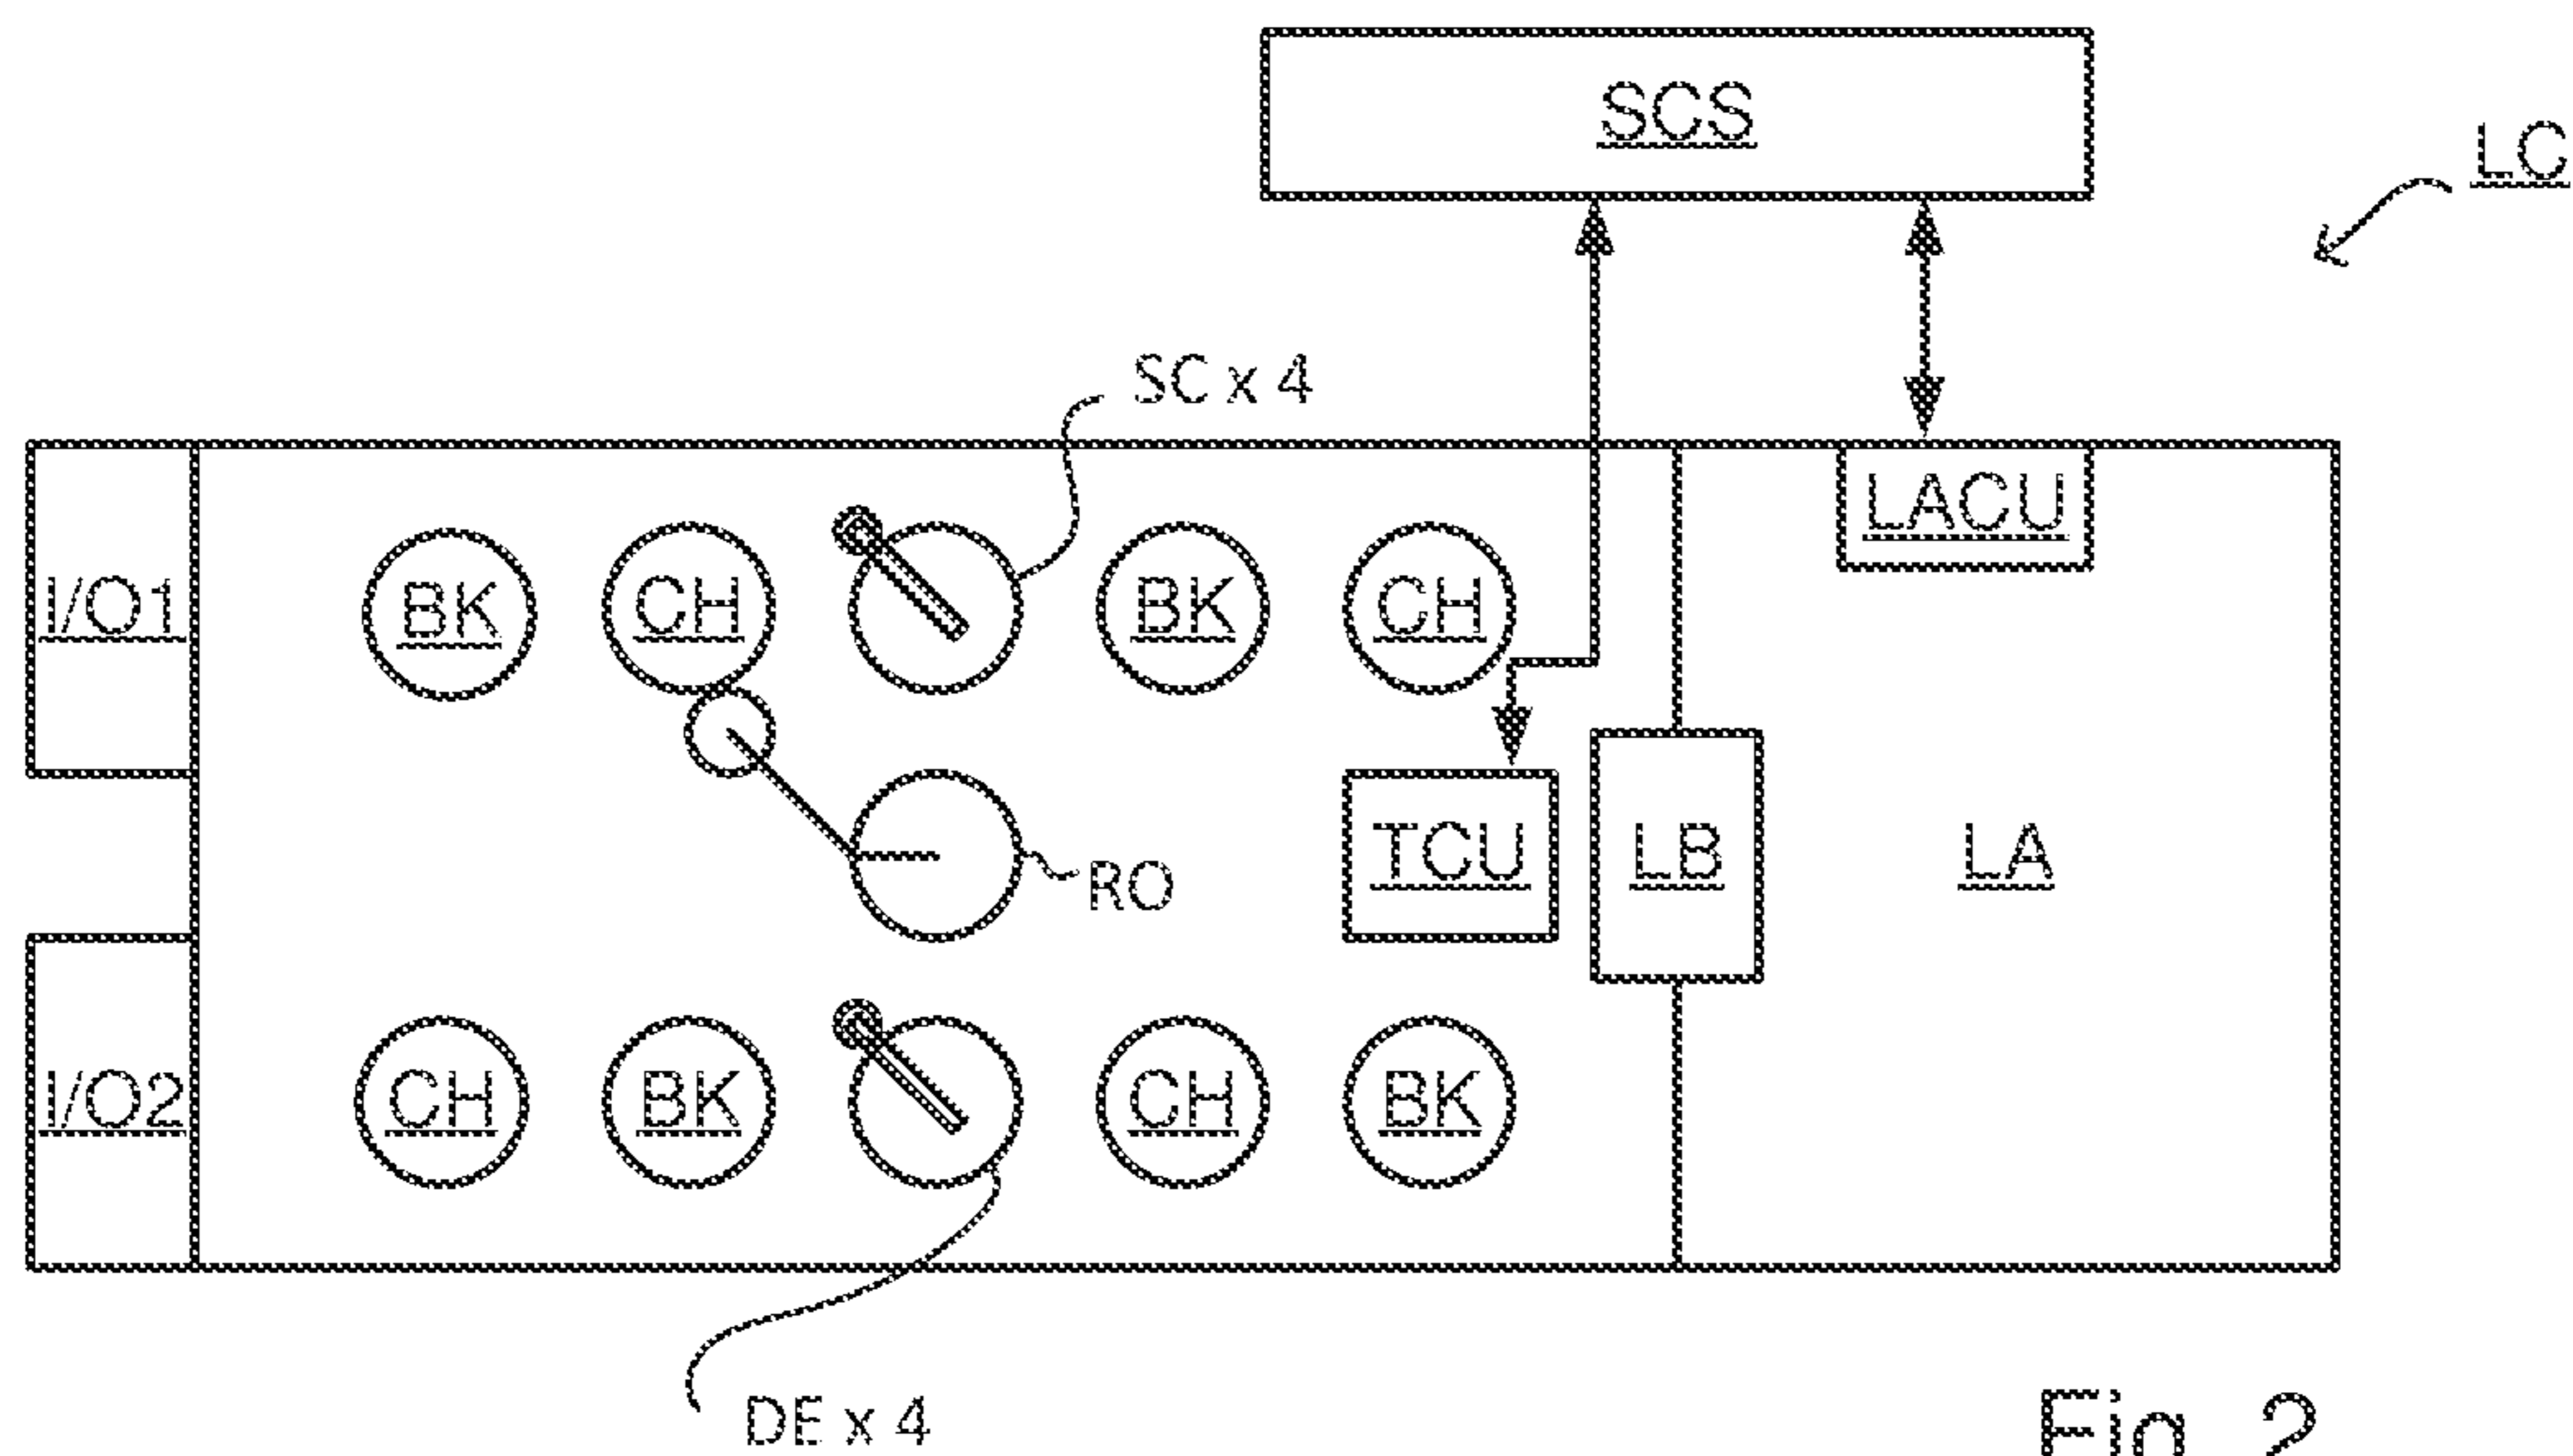 SCS
LC
SC x 4
LACU
I/O1
BK
CH
BK
CH
TCU
LB
LA
RO
I/O2
CH
BK
CH
BK
DE x 4
Fig. 2